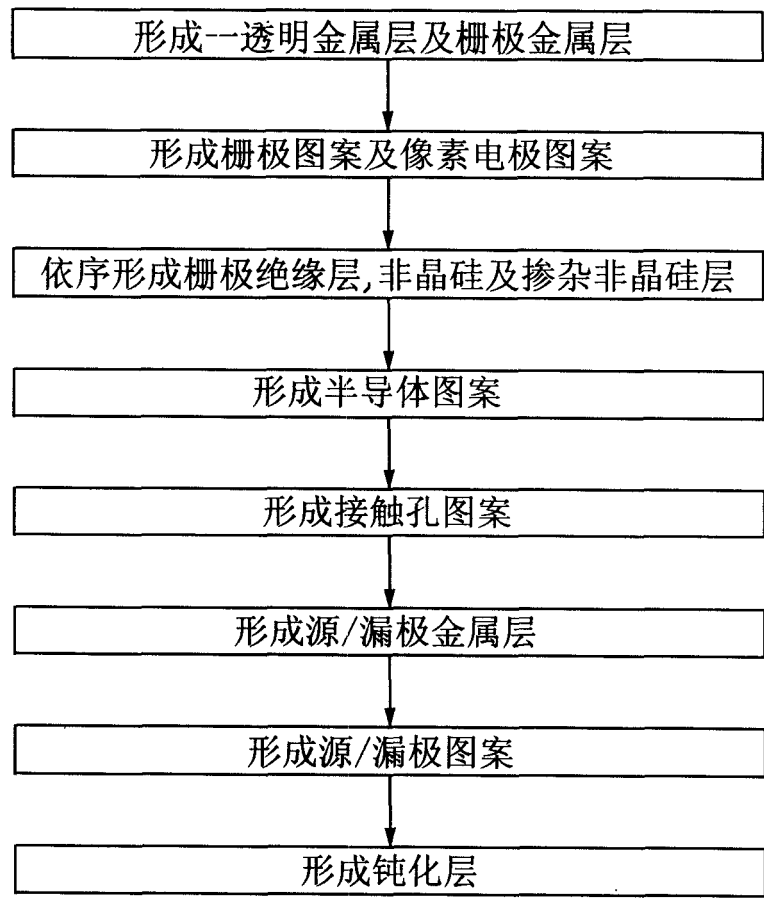 形成一透明金属层及栅极金属层
形成栅极图案及像素电极图案
依序形成栅极绝缘层,非晶硅及掺杂非晶硅层
形成半导体图案
形成接触孔图案
形成源/漏极金属层
形成源/漏极图案
形成钝化层